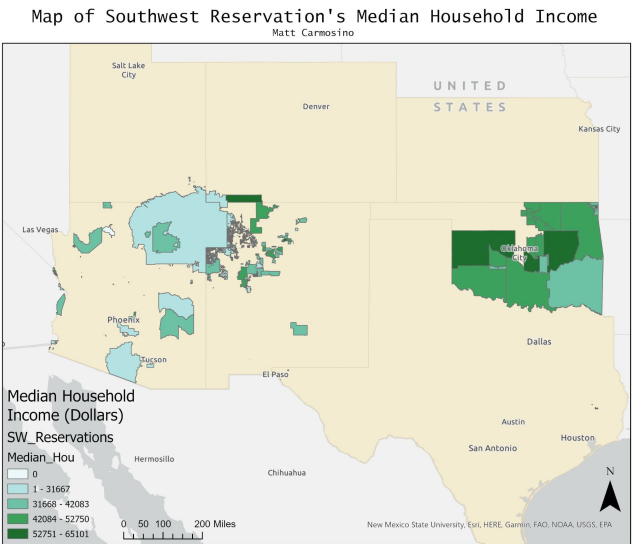 Map of Southwest Reservation's Median Household Income
Matt Carmosino
Salt Lake
City
UNITED
STATES
Denver
Kansas City
Las Vegas
Oklahoma
City
Phoenix
Dallas
Tucson
El Paso
Austin
Houston
San Antonio
Hermosillo
Chihuahua
Median Household
Income (Dollars)
SW_Reservations
Median_Hou
0
1 - 31667
31668 - 42083
42084 - 52750
52751 - 65101
0 50 100 200 Miles
N
New Mexico State University, Esri, HERE, Garmin, FAO, NOAA, USGS, EPA